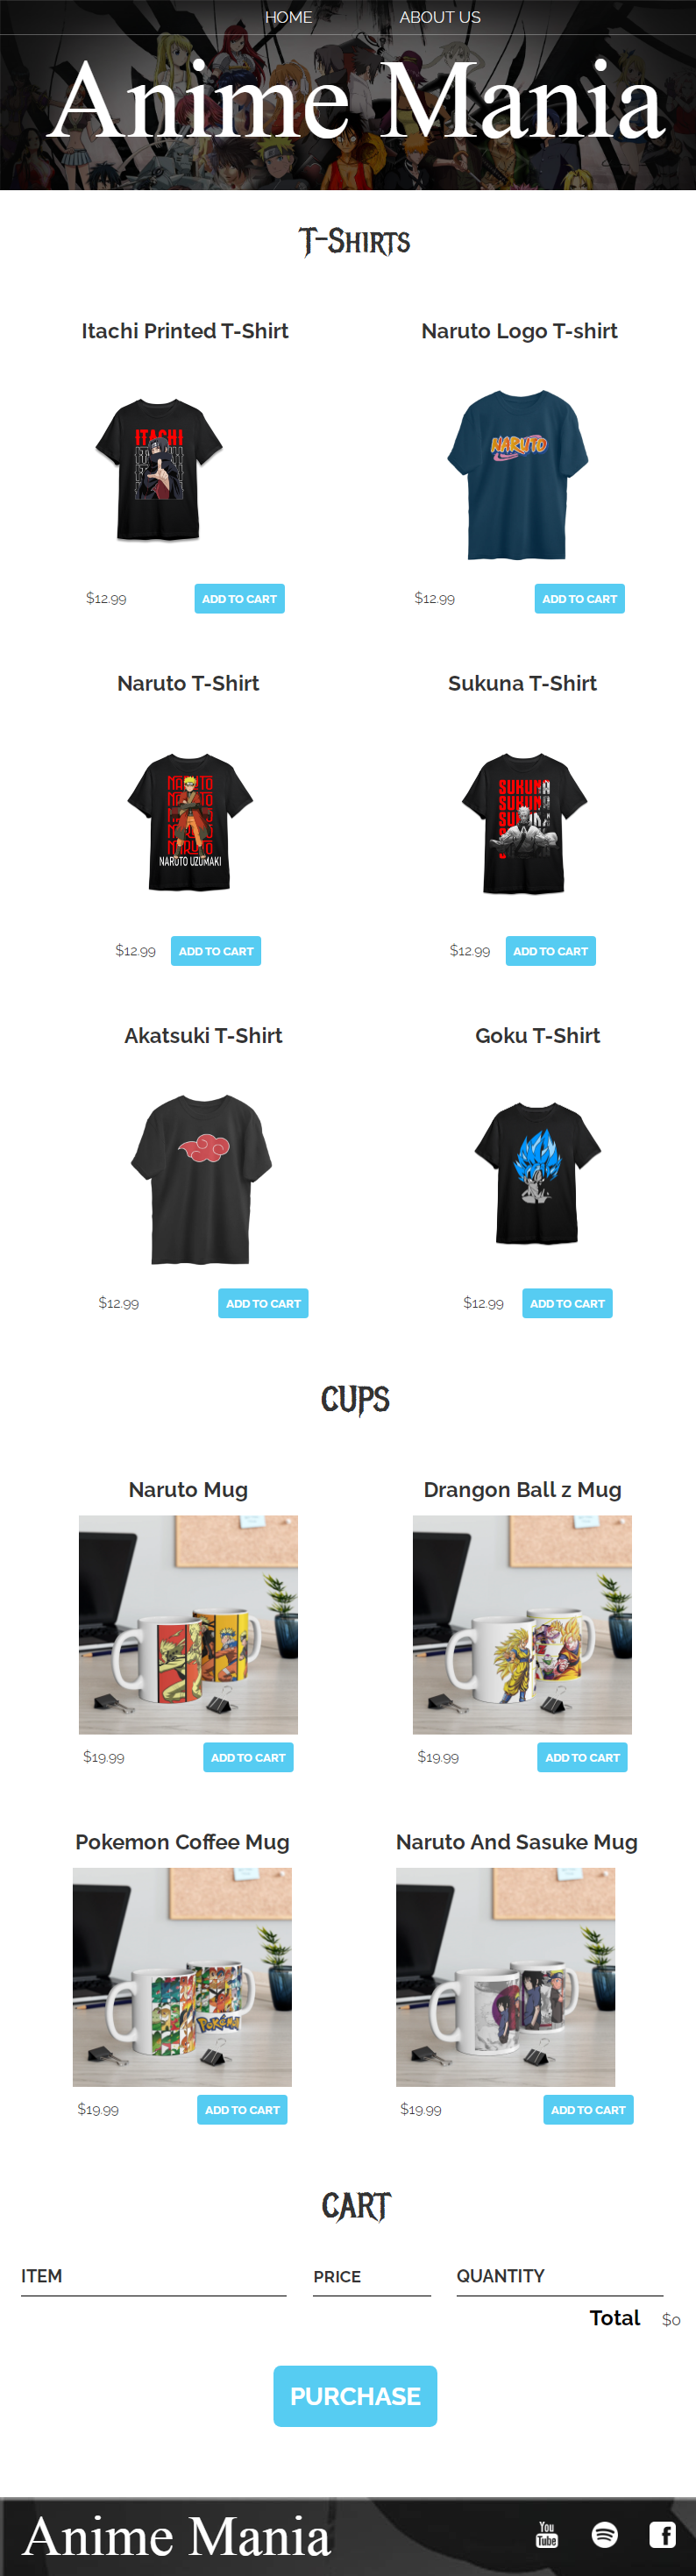 HOME ABOUT US
Anime Mania
T-Shirts
Itachi Printed T-Shirt Naruto Logo T-shirt
ITACHI
NARUTO
$12.99 ADD TO CART $12.99 ADD TO CART
Naruto T-Shirt Sukuna T-Shirt
NARUTO
NARUTO UZUMAKI
SUKUNA
SUKUNA
$12.99 ADD TO CART $12.99 ADD TO CART
Akatsuki T-Shirt Goku T-Shirt
$12.99 ADD TO CART $12.99 ADD TO CART
CUPS
Naruto Mug Drangon Ball z Mug
$19.99 ADD TO CART $19.99 ADD TO CART
Pokemon Coffee Mug Naruto And Sasuke Mug
POKéMON
$19.99 ADD TO CART $19.99 ADD TO CART
CART
ITEM PRICE QUANTITY
Total $0
PURCHASE
Anime Mania
You
Tube